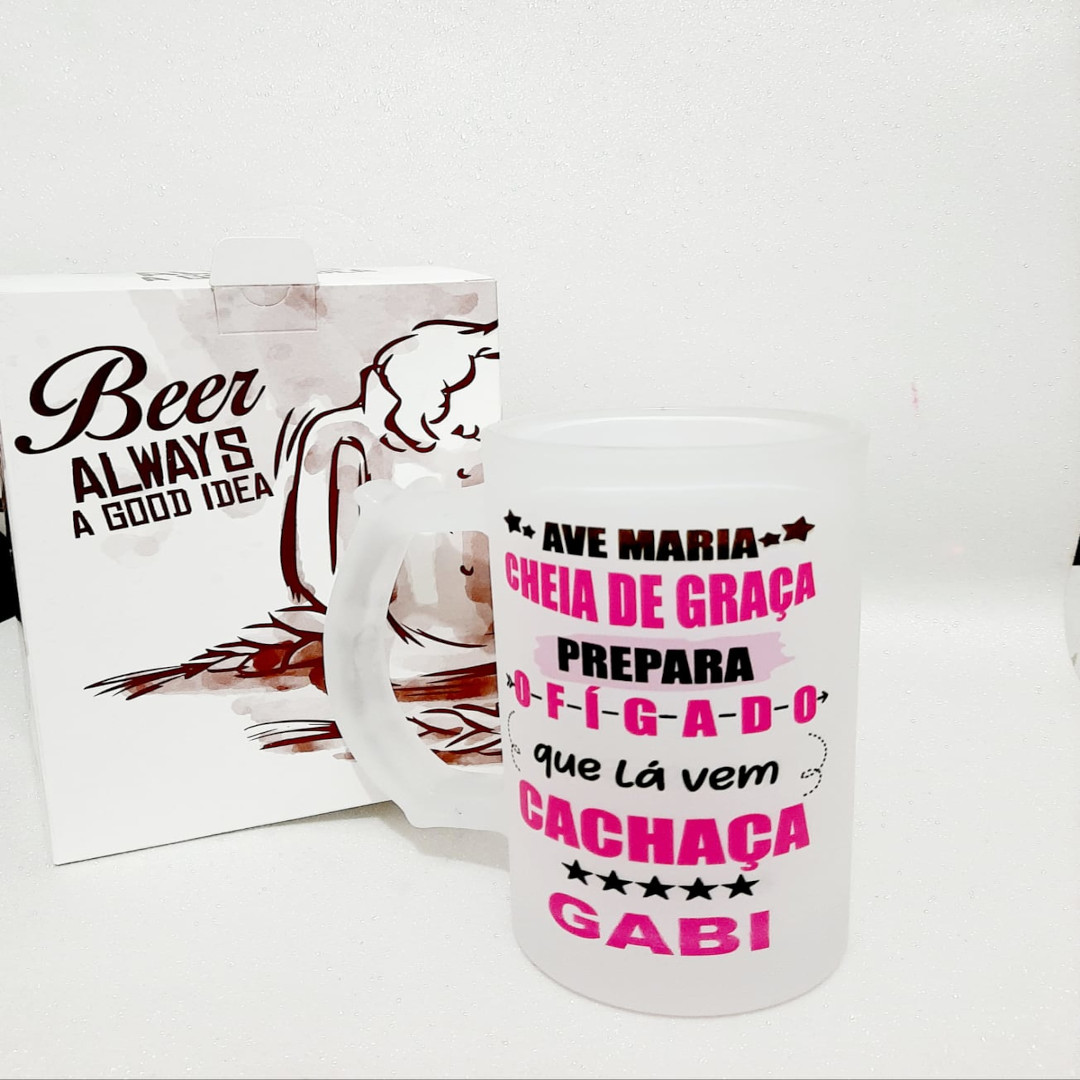 Beer
ALWAYS
A GOOD IDEA
AVE MARIA
CHEIA DE GRAÇA
PREPARA
O-F-Í-G-A-D-O
que lá vem
CACHAÇA
GABI